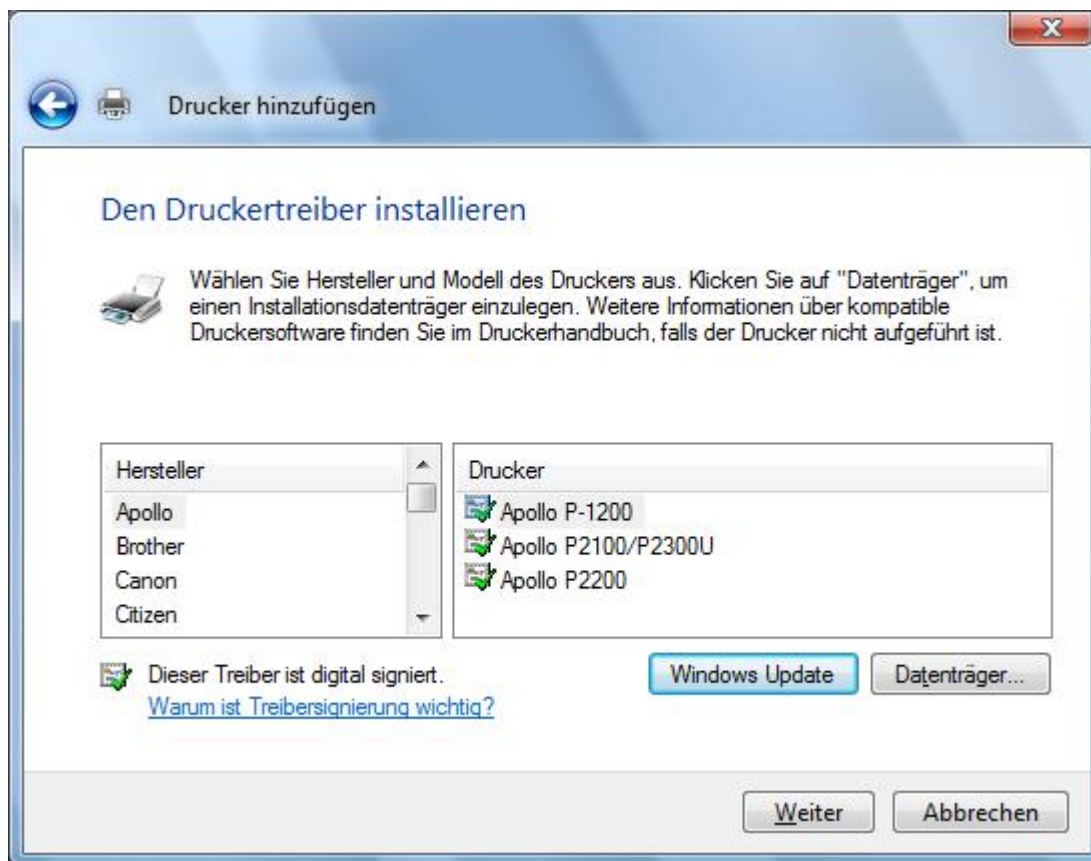 Drucker hinzufügen
Den Druckertreiber installieren
Wählen Sie Hersteller und Modell des Druckers aus. Klicken Sie auf "Datenträger", um
einen Installationsdatenträger einzulegen. Weitere Informationen über kompatible
Druckersoftware finden Sie im Druckerhandbuch, falls der Drucker nicht aufgeführt ist.
Hersteller
Apollo
Brother
Canon
Citizen
Drucker
Apollo P-1200
Apollo P2100/P2300U
Apollo P2200
Dieser Treiber ist digital signiert.
Warum ist Treibersignierung wichtig?
Windows Update
Datenträger...
Weiter
Abbrechen